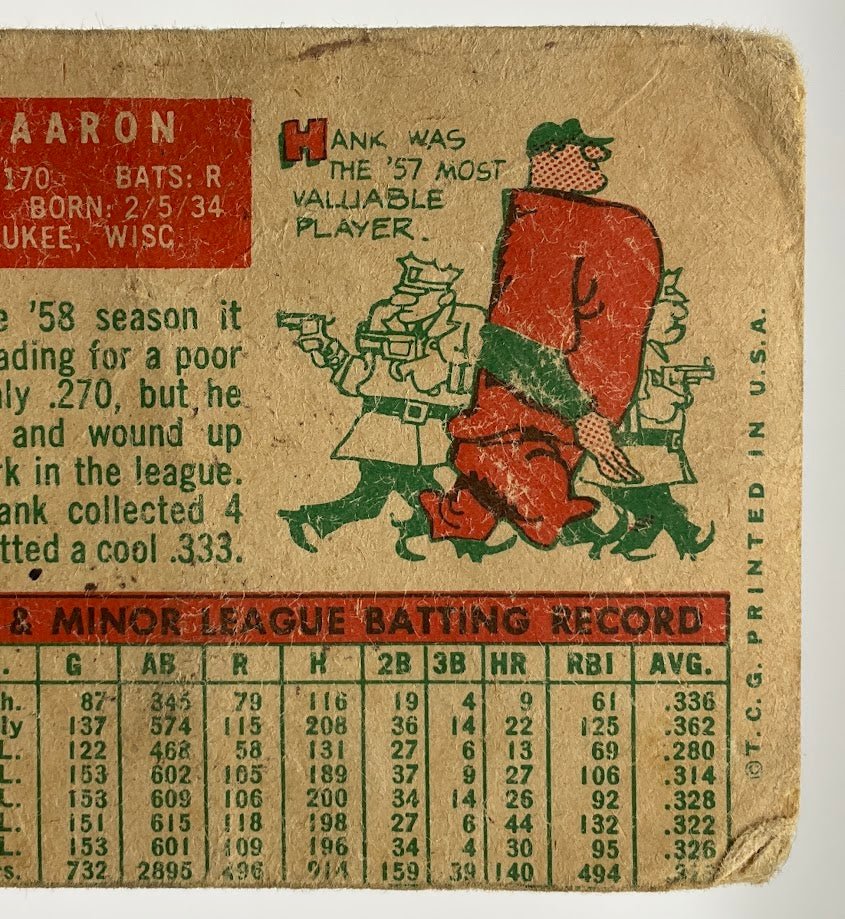 AARON
170 BATS: R
BORN: 2/5/34
UKEE, WISC.
HANK WAS
THE '57 MOST
VALUABLE
PLAYER.
e '58 season it
ading for a poor
ly .270, but he
and wound up
rk in the league.
ank collected 4
tted a cool .333.
& MINOR LEAGUE BATTING RECORD
. G AB R H 2B 3B HR RBI AVG.
h. 87 345 79 116 19 4 9 61 .336
ly 137 574 115 208 36 14 22 125 .362
L. 122 468 58 131 27 6 13 69 .280
L. 153 602 105 189 37 9 27 106 .314
L. 153 609 106 200 34 14 26 92 .328
L. 151 615 118 198 27 6 44 132 .322
L. 153 601 109 196 34 4 30 95 .326
rs. 732 2895 496 914 159 39 140 494
© T. C. G. PRINTED IN U.S.A.